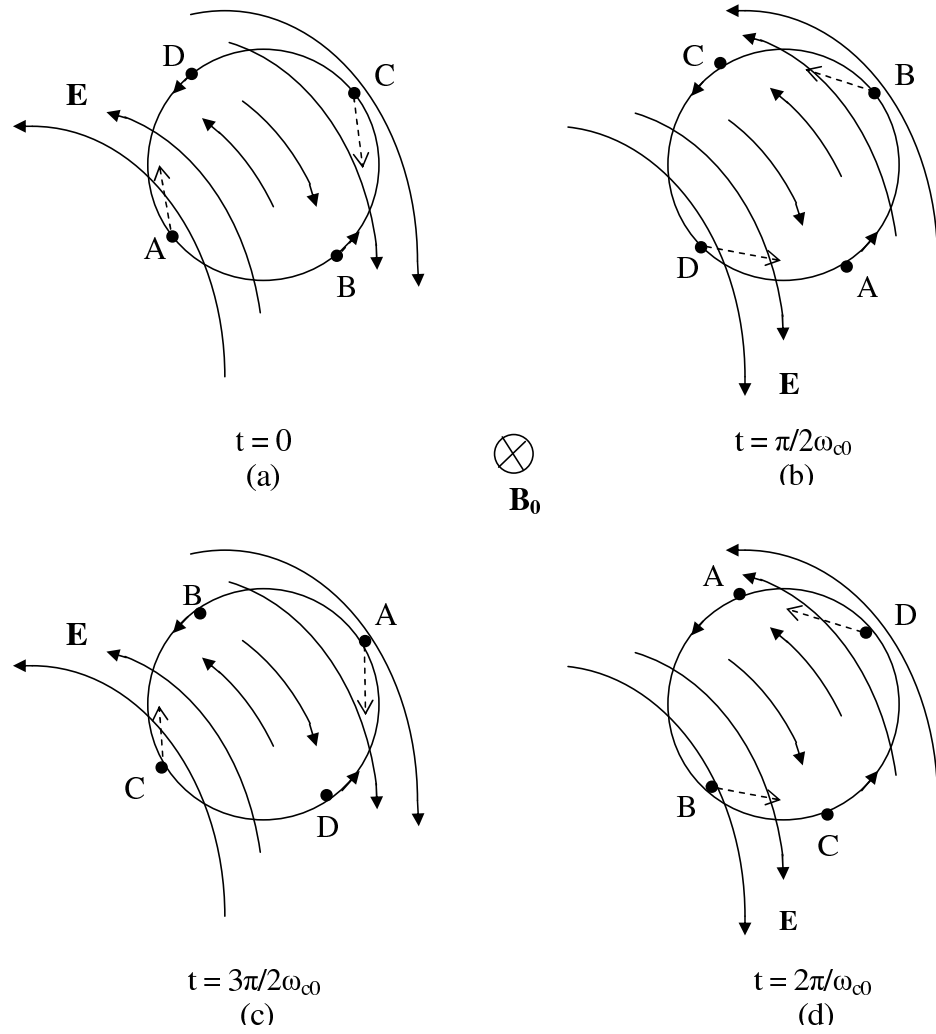 D
C
E
A
B
t = 0
(a)
C
B
D
A
E
t = π/2ω_c0
(b)
B₀
B
A
E
C
D
t = 3π/2ω_c0
(c)
A
D
B
C
E
t = 2π/ω_c0
(d)